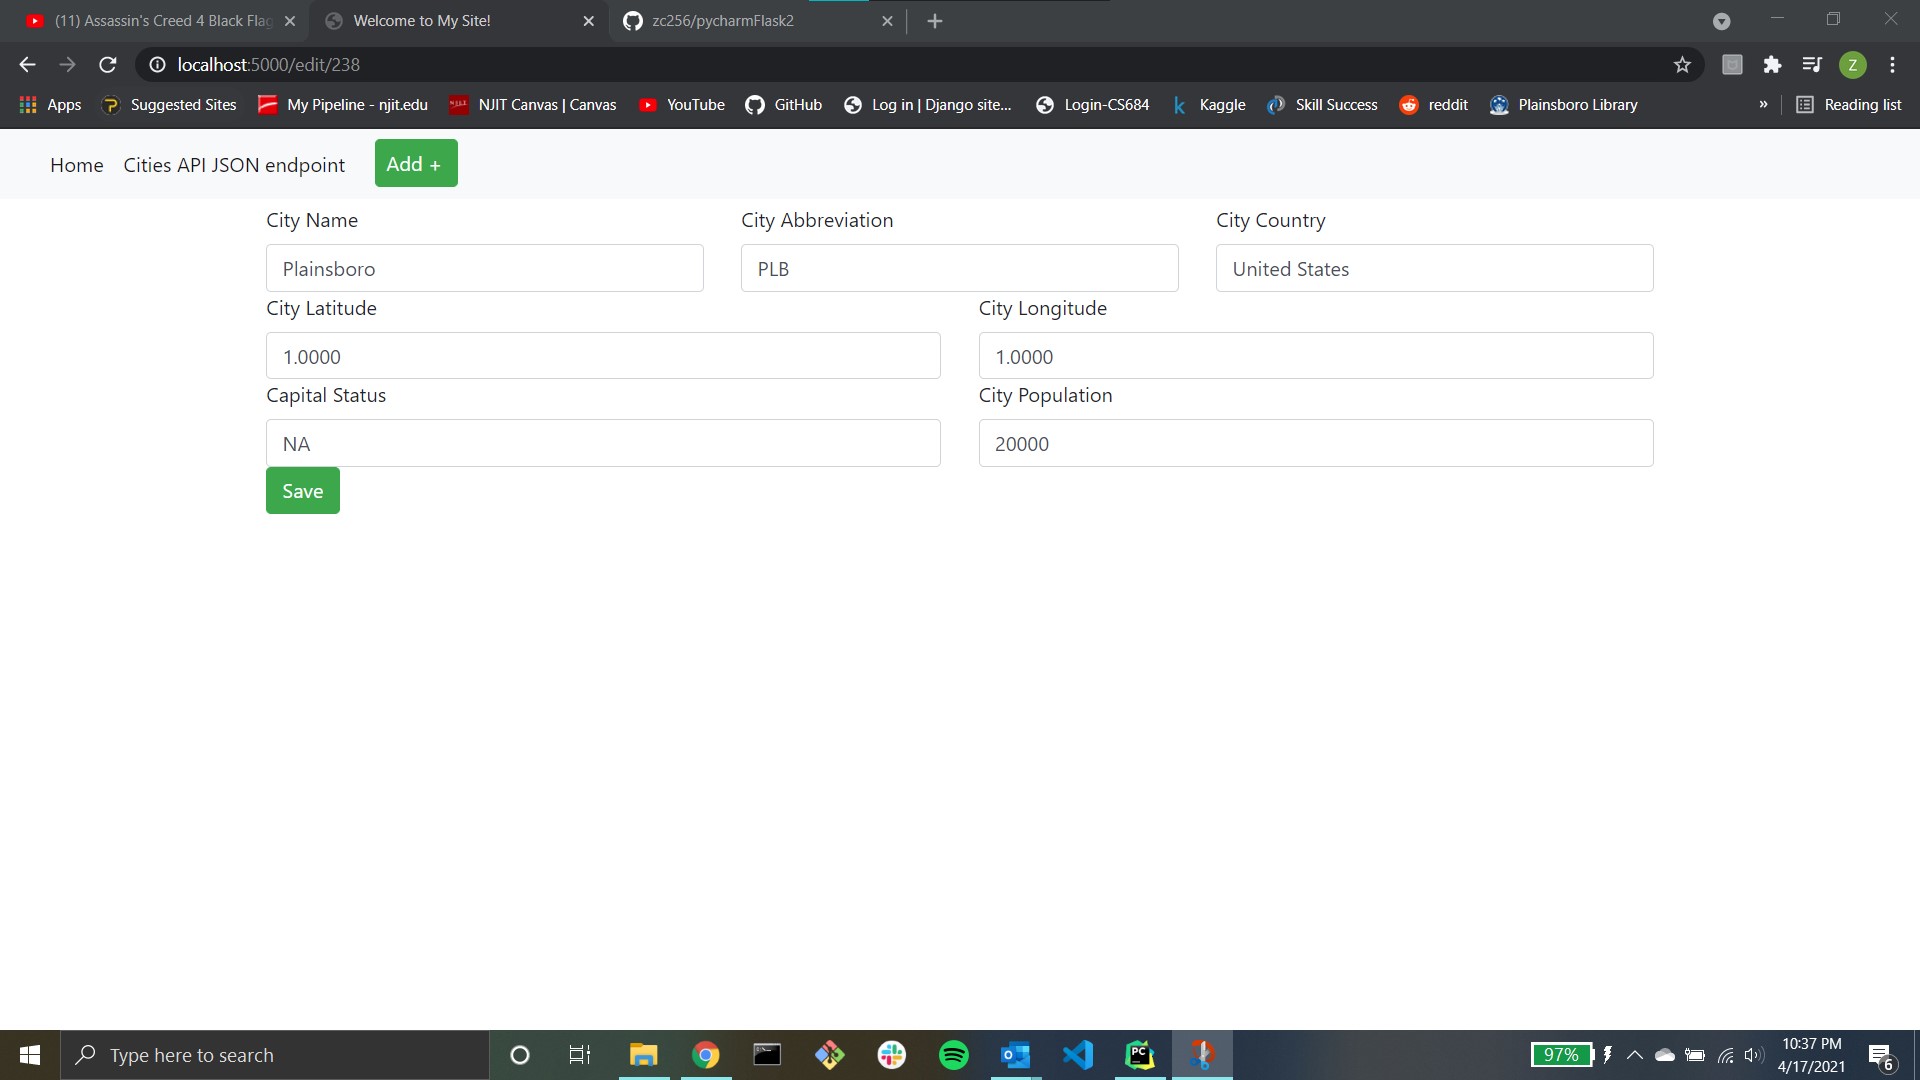 (11) Assassin's Creed 4 Black Flag
Welcome to My Site!
zc256/pycharmFlask2
localhost:5000/edit/238
Z
Apps
Suggested Sites
My Pipeline - njit.edu
NJIT Canvas | Canvas
YouTube
GitHub
Log in | Django site...
Login-CS684
Kaggle
Skill Success
reddit
Plainsboro Library
»
Reading list
Home
Cities API JSON endpoint
Add +
City Name
City Abbreviation
City Country
Plainsboro
PLB
United States
City Latitude
City Longitude
1.0000
1.0000
Capital Status
City Population
NA
20000
Save
Type here to search
97%
10:37 PM
4/17/2021
6